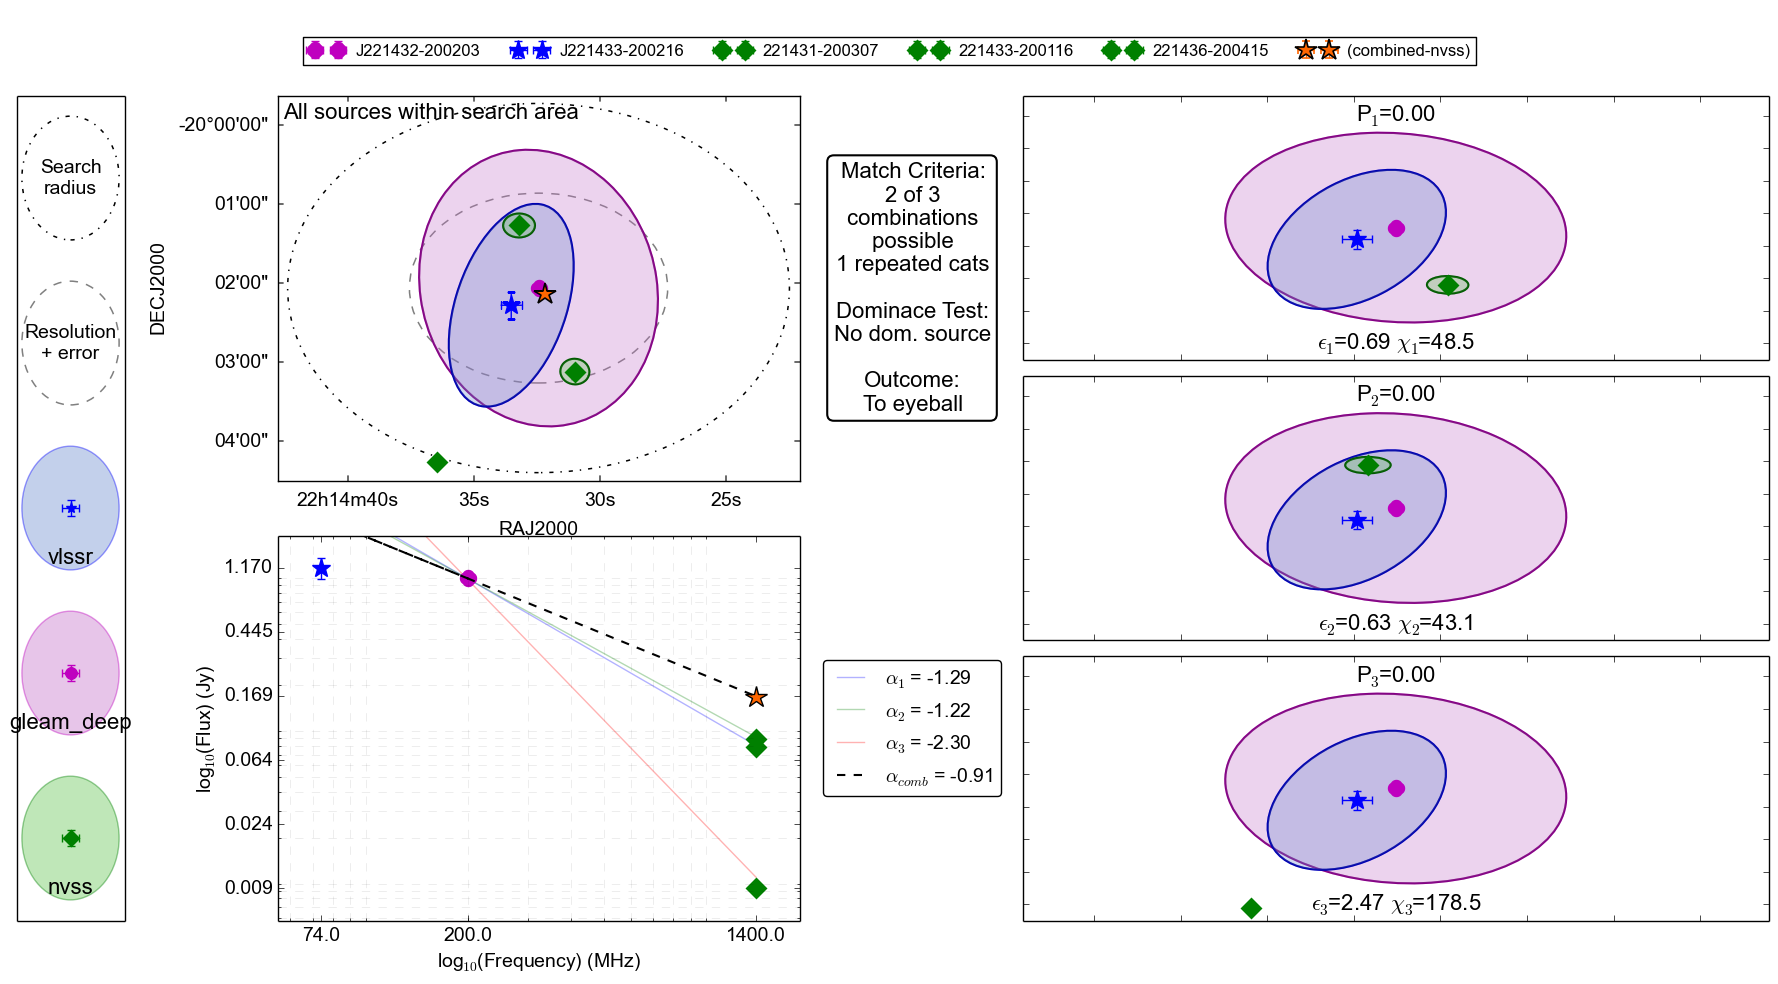 J221432-200203 J221433-200216 221431-200307 221433-200116 221436-200415 (combined-nvss)
Search
radius
Resolution
+ error
vlssr
gleam_deep
nvss
All sources within search area
-20°00'00"
01'00"
02'00"
03'00"
04'00"
DECJ2000
22h14m40s 35s 30s 25s
RAJ2000
Match Criteria:
2 of 3
combinations
possible
1 repeated cats
Dominace Test:
No dom. source
Outcome:
To eyeball
1.170
0.445
0.169
0.064
0.024
0.009
log₁₀(Flux) (Jy)
74.0 200.0 1400.0
log₁₀(Frequency) (MHz)
α₁ = -1.29
α₂ = -1.22
α₃ = -2.30
α_comb = -0.91
P₁=0.00
ϵ₁=0.69 χ₁=48.5
P₂=0.00
ϵ₂=0.63 χ₂=43.1
P₃=0.00
ϵ₃=2.47 χ₃=178.5